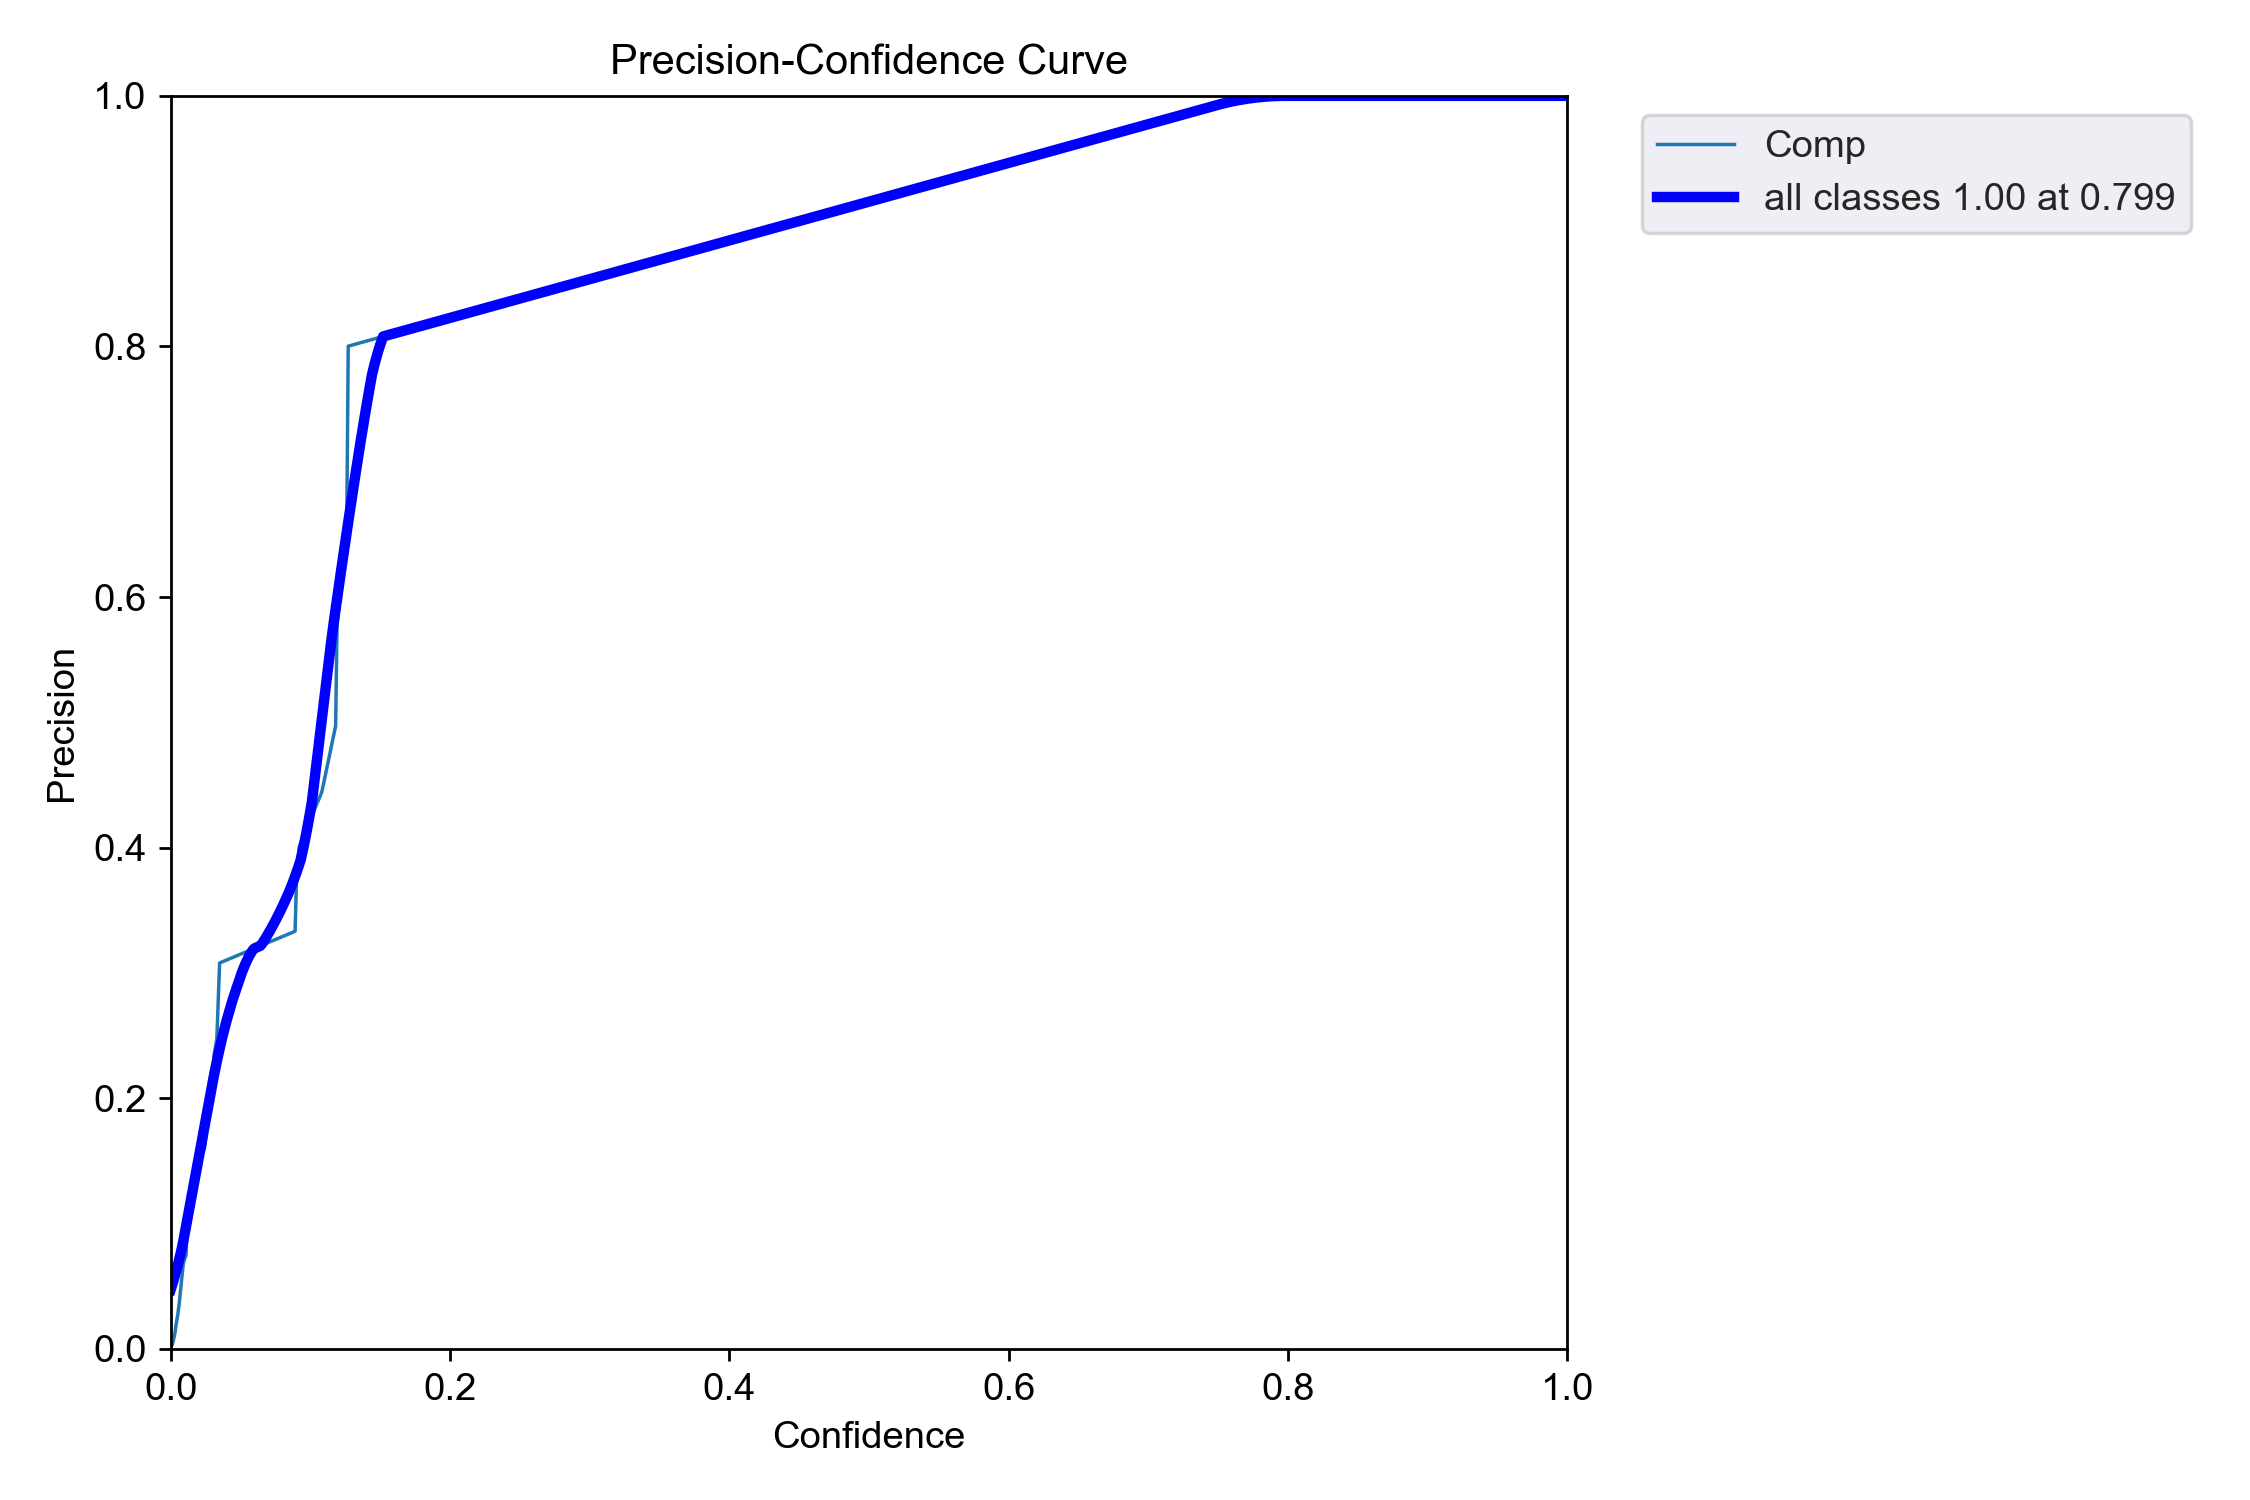 Precision-Confidence Curve
Comp
all classes 1.00 at 0.799
1.0
0.8
0.6
0.4
0.2
0.0
Precision
0.0 0.2 0.4 0.6 0.8 1.0
Confidence